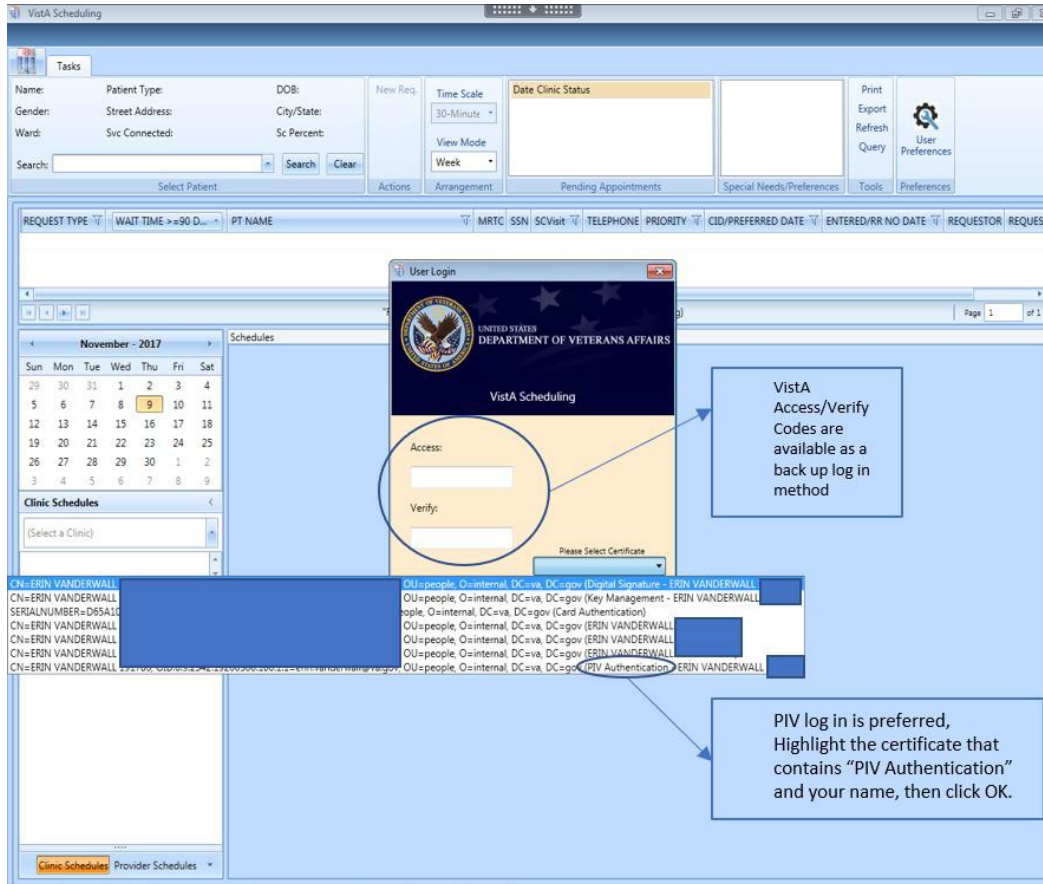 VistA Scheduling
Tasks
Name: Patient Type: DOB:
Gender: Street Address: City/State:
Ward: Svc Connected: Sc Percent:
Search: Search Clear
Select Patient
New Req.
Actions
Time Scale
30-Minute
View Mode
Week
Arrangement
Date Clinic Status
Pending Appointments
Special Needs/Preferences
Print
Export
Refresh
Query
Tools
User
Preferences
Preferences
REQUEST TYPE WAIT TIME >=90 D... PT NAME MRTC SSN SCVisit TELEPHONE PRIORITY CID/PREFERRED DATE ENTERED/RR NO DATE REQUESTOR REQUES
Page 1 of 1
November - 2017
Sun Mon Tue Wed Thu Fri Sat
29 30 31 1 2 3 4
5 6 7 8 9 10 11
12 13 14 15 16 17 18
19 20 21 22 23 24 25
26 27 28 29 30 1 2
3 4 5 6 7 8 9
Clinic Schedules
(Select a Clinic)
Schedules
User Login
UNITED STATES
DEPARTMENT OF VETERANS AFFAIRS
VistA Scheduling
Access:
Verify:
Please Select Certificate
VistA
Access/Verify
Codes are
available as a
back up log in
method
CN=ERIN VANDERWALL OU=people, O=internal, DC=va, DC=gov (Digital Signature - ERIN VANDERWALL
CN=ERIN VANDERWALL OU=people, O=internal, DC=va, DC=gov (Key Management - ERIN VANDERWALL
SERIALNUMBER=D65A10 people, O=internal, DC=va, DC=gov (Card Authentication)
CN=ERIN VANDERWALL OU=people, O=internal, DC=va, DC=gov (ERIN VANDERWALL
CN=ERIN VANDERWALL OU=people, O=internal, DC=va, DC=gov (ERIN VANDERWALL
CN=ERIN VANDERWALL OU=people, O=internal, DC=va, DC=gov (ERIN VANDERWALL
CN=ERIN VANDERWALL OU=people, O=internal, DC=va, DC=gov (PIV Authentication - ERIN VANDERWALL
PIV log in is preferred,
Highlight the certificate that
contains “PIV Authentication”
and your name, then click OK.
Clinic Schedules Provider Schedules